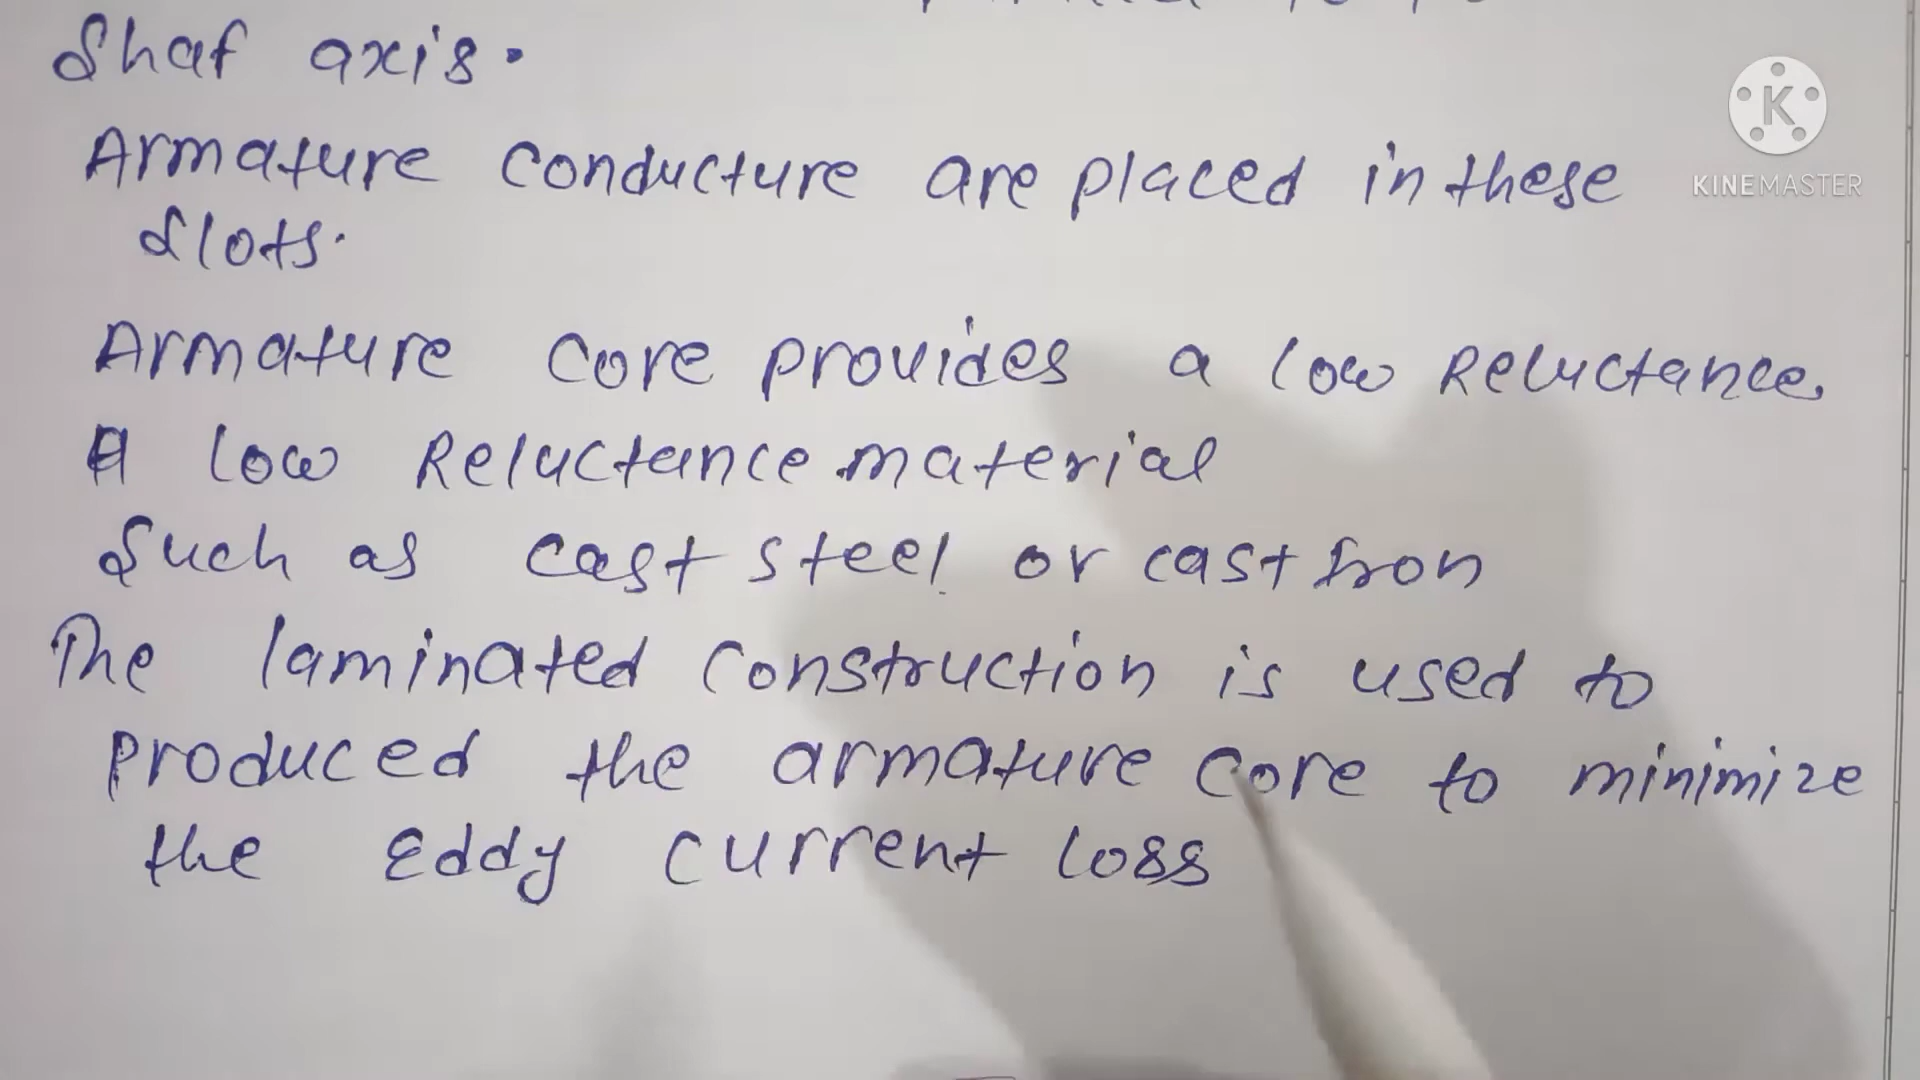 Shaf axis.
Armature conducture are placed in these
slots.
Armature core provides a low Reluctance,
A low Reluctance material
Such as cast steel or cast Iron
The laminated construction is used to
produced the armature core to minimize
the Eddy current loss
K
KINEMASTER